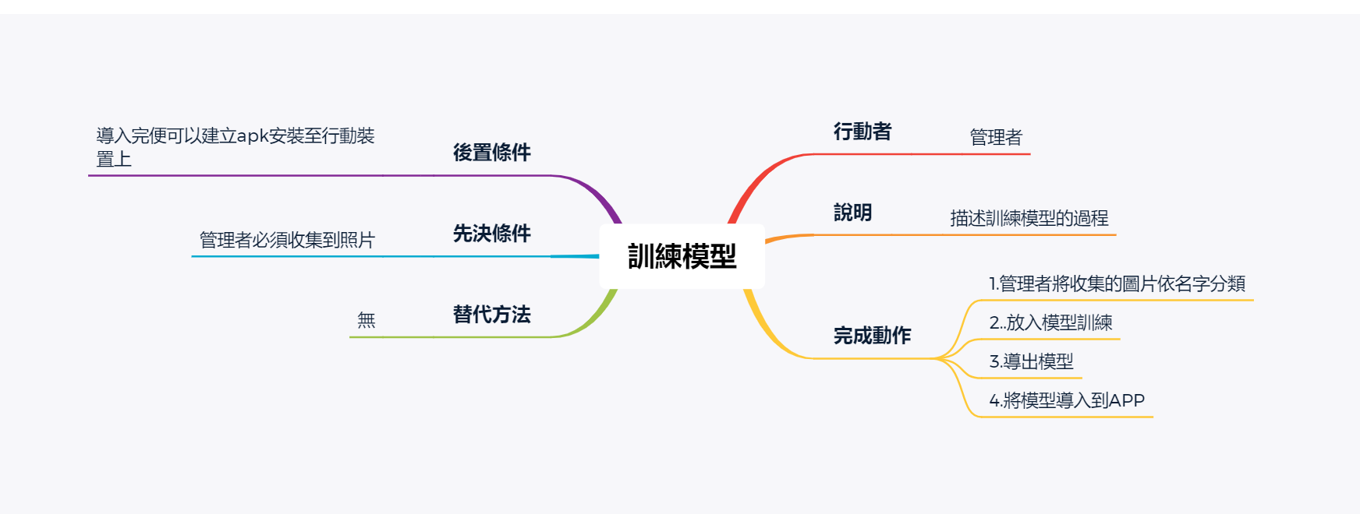 訓練模型
行動者
管理者
說明
描述訓練模型的過程
完成動作
1.管理者將收集的圖片依名字分類
2..放入模型訓練
3.導出模型
4.將模型導入到APP
後置條件
導入完便可以建立apk安裝至行動裝
置上
先決條件
管理者必須收集到照片
替代方法
無